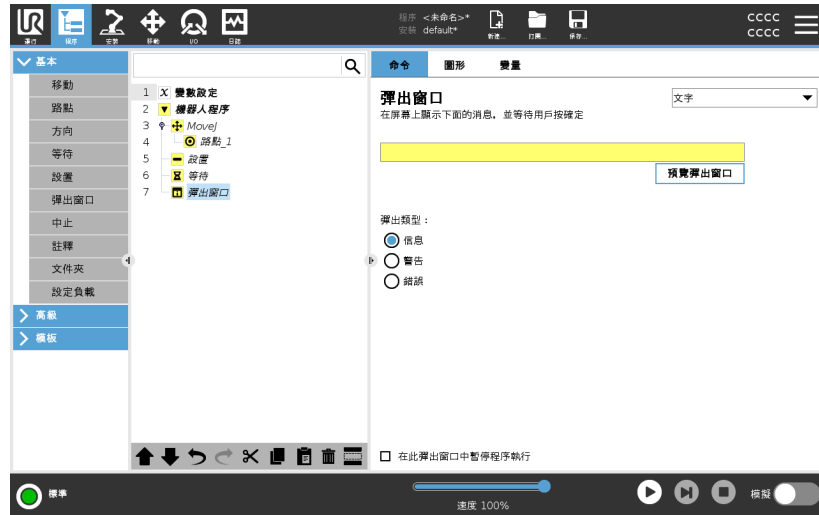 UR
運行
程序
安裝
移動
I/O
日誌
程序 <未命名>*
安裝 default*
新建...
打開...
保存...
CCCC
CCCC
基本
移動
路點
方向
等待
設置
彈出窗口
中止
註釋
文件夾
設定負載
高級
模板
1 X 變數設定
2 機器人程序
3 MoveJ
4 路點_1
5 設置
6 等待
7 彈出窗口
命令 圖形 變量
彈出窗口
文字
在屏幕上顯示下面的消息，並等待用戶按確定
預覽彈出窗口
彈出類型：
信息
警告
錯誤
在此彈出窗口中暫停程序執行
標準
速度 100%
模擬